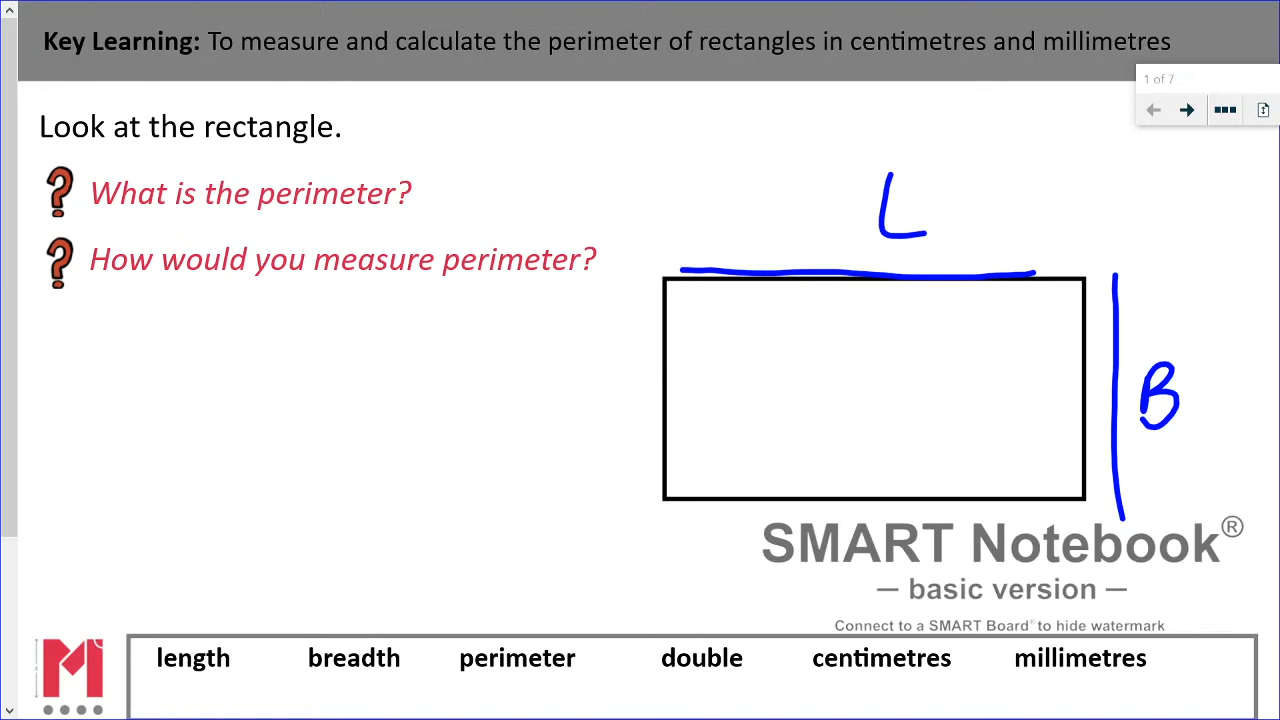 Key Learning: To measure and calculate the perimeter of rectangles in centimetres and millimetres
1 of 7
Look at the rectangle.
What is the perimeter?
How would you measure perimeter?
L
B
SMART Notebook®
— basic version —
Connect to a SMART Board® to hide watermark
length breadth perimeter double centimetres millimetres